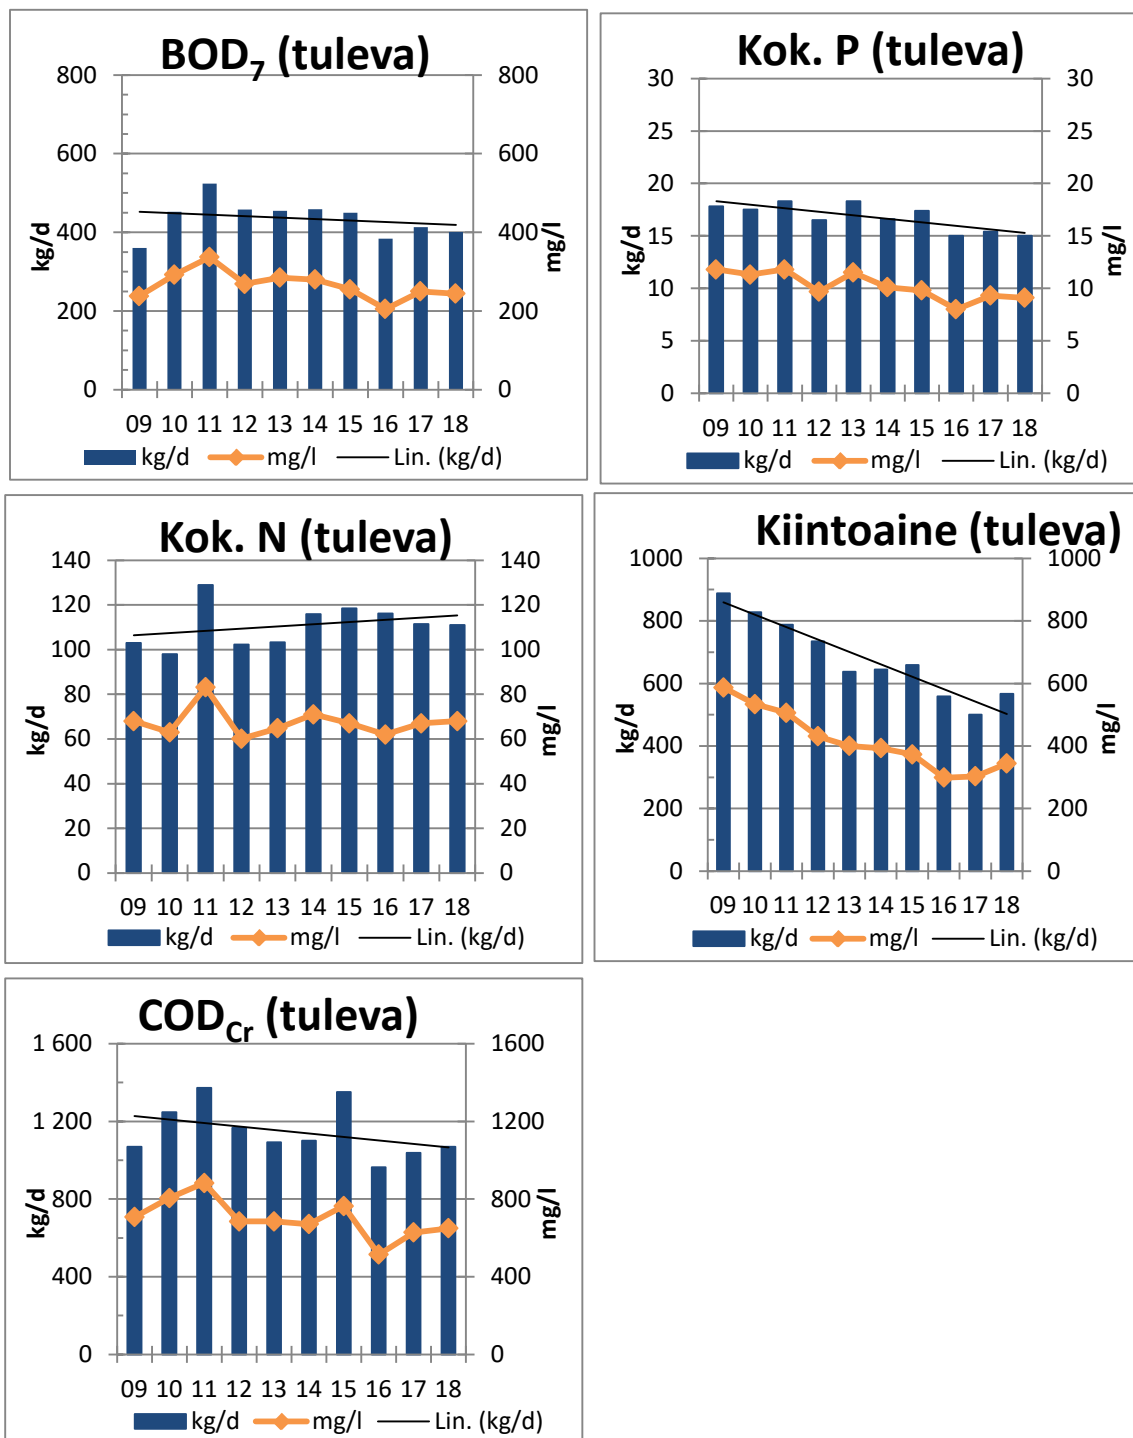 BOD7 (tuleva)
800
600
400
200
0
kg/d
800
600
400
200
0
mg/l
09 10 11 12 13 14 15 16 17 18
kg/d mg/l Lin. (kg/d)
Kok. P (tuleva)
30
25
20
15
10
5
0
kg/d
30
25
20
15
10
5
0
mg/l
09 10 11 12 13 14 15 16 17 18
kg/d mg/l Lin. (kg/d)
Kok. N (tuleva)
140
120
100
80
60
40
20
0
kg/d
140
120
100
80
60
40
20
0
mg/l
09 10 11 12 13 14 15 16 17 18
kg/d mg/l Lin. (kg/d)
Kiintoaine (tuleva)
1000
800
600
400
200
0
kg/d
1000
800
600
400
200
0
mg/l
09 10 11 12 13 14 15 16 17 18
kg/d mg/l Lin. (kg/d)
CODCr (tuleva)
1 600
1 200
800
400
0
kg/d
1600
1200
800
400
0
mg/l
09 10 11 12 13 14 15 16 17 18
kg/d mg/l Lin. (kg/d)